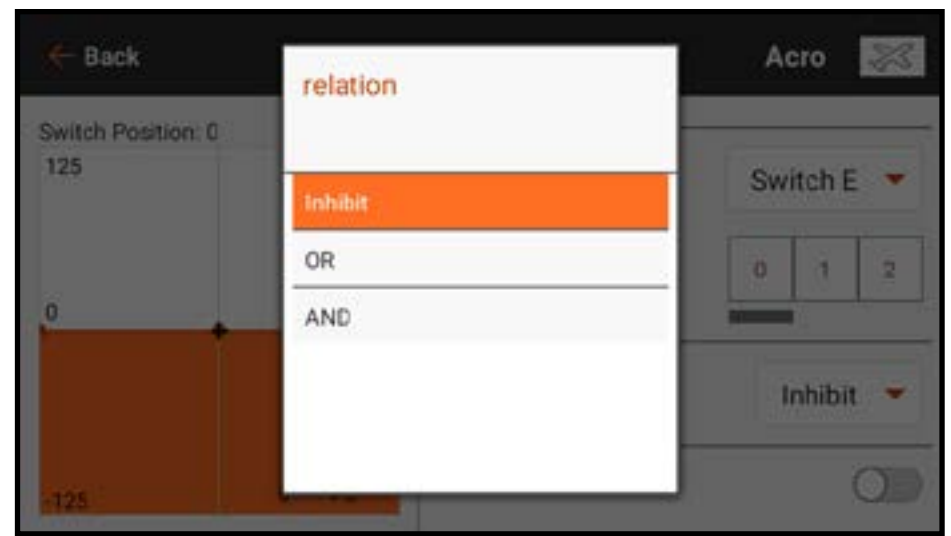 ← Back
Acro
relation
Switch Position: 0
125
0
-125
Inhibit
OR
AND
Switch E
0 1 2
Inhibit